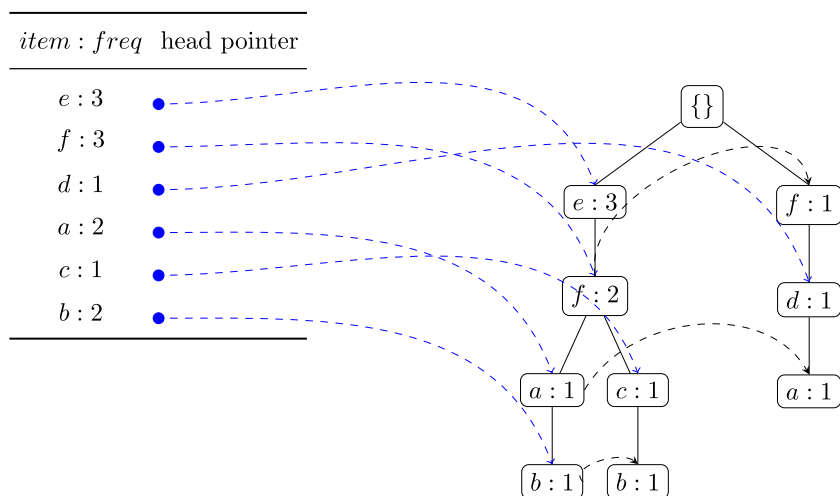 item : freq head pointer
e : 3
f : 3
d : 1
a : 2
c : 1
b : 2
{}
e : 3
f : 1
f : 2
d : 1
a : 1
c : 1
a : 1
b : 1
b : 1